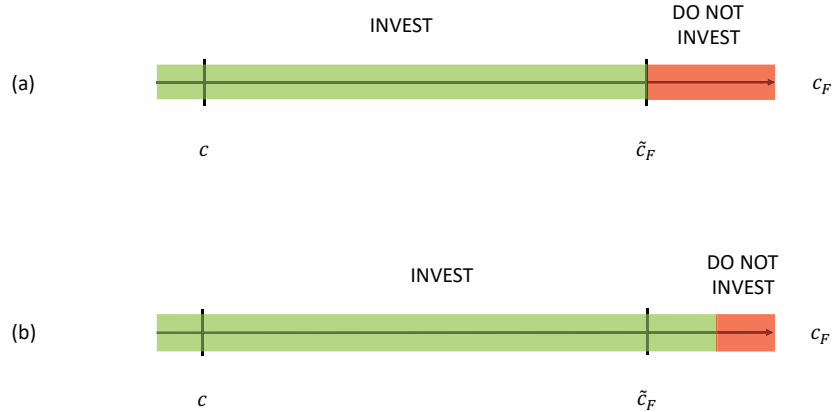 INVEST
DO NOT
INVEST
(a)
c_F
c
c̃_F
INVEST
DO NOT
INVEST
(b)
c_F
c
c̃_F